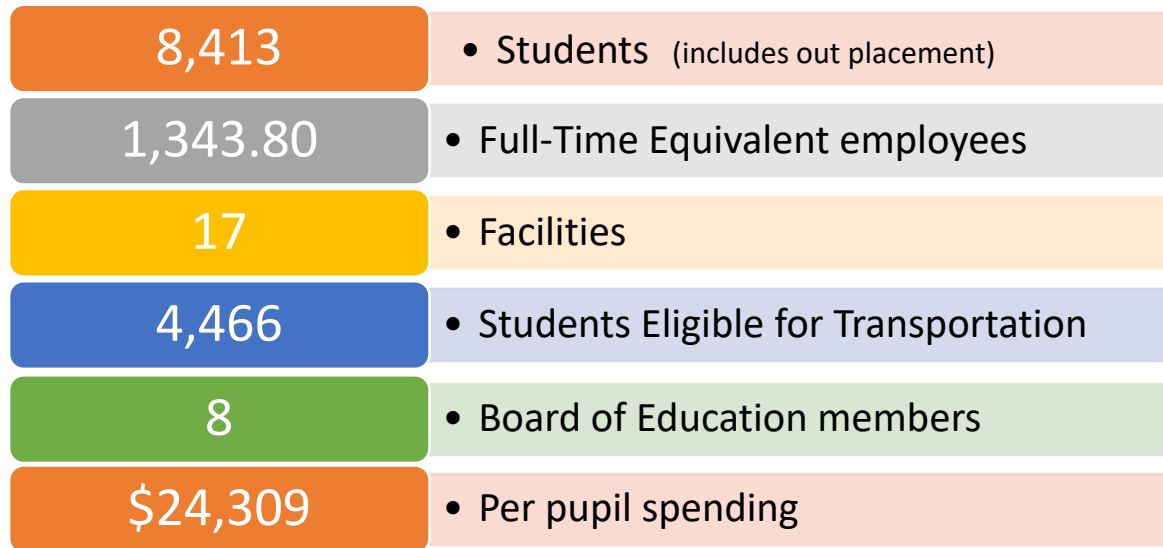 8,413 • Students (includes out placement)
1,343.80 • Full-Time Equivalent employees
17 • Facilities
4,466 • Students Eligible for Transportation
8 • Board of Education members
$24,309 • Per pupil spending